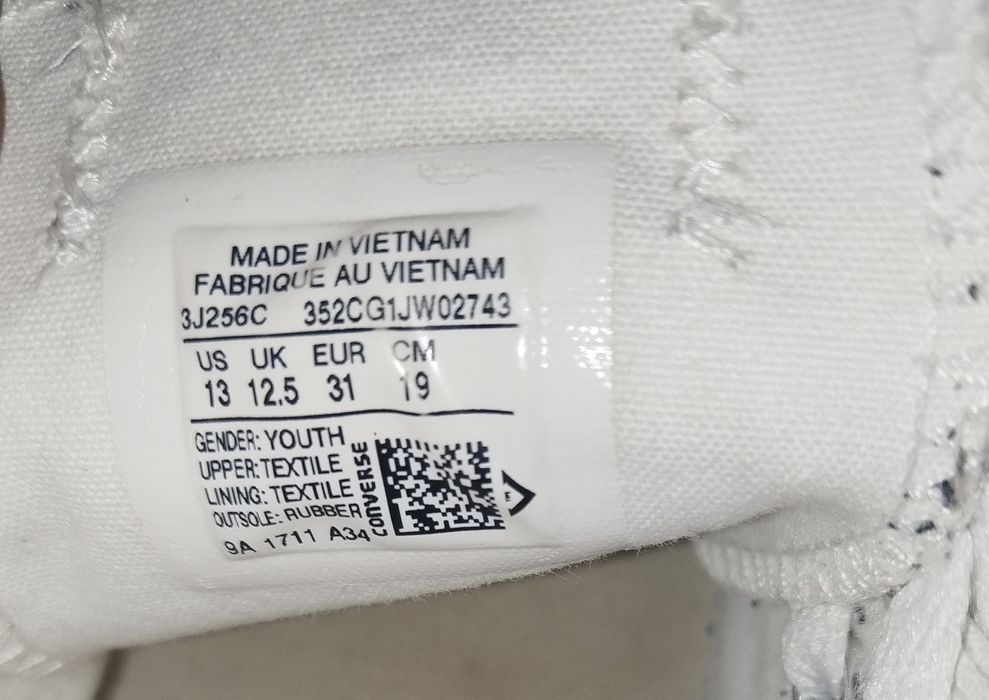 MADE IN VIETNAM
FABRIQUE AU VIETNAM
3J256C 352CG1JW02743
US UK EUR CM
13 12.5 31 19
GENDER: YOUTH
UPPER: TEXTILE
LINING: TEXTILE
OUTSOLE: RUBBER
9A 1711 A34
CONVERSE